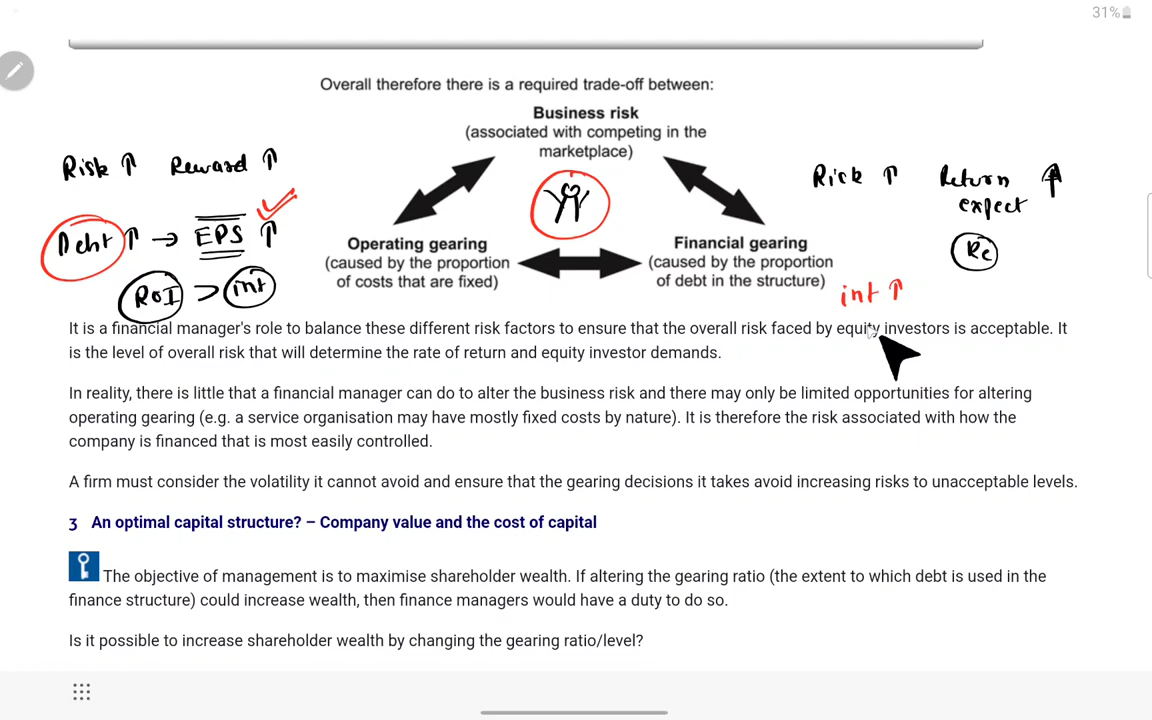 31%
Overall therefore there is a required trade-off between:
Business risk
(associated with competing in the
marketplace)
Risk ↑ Reward ↑
Risk ↑ Return ↑
expect
Debt ↑ → EPS ↑
Operating gearing
(caused by the proportion
of costs that are fixed)
Financial gearing
(caused by the proportion
of debt in the structure)
Re
ROI > int
int ↑
It is a financial manager's role to balance these different risk factors to ensure that the overall risk faced by equity investors is acceptable. It
is the level of overall risk that will determine the rate of return and equity investor demands.
In reality, there is little that a financial manager can do to alter the business risk and there may only be limited opportunities for altering
operating gearing (e.g. a service organisation may have mostly fixed costs by nature). It is therefore the risk associated with how the
company is financed that is most easily controlled.
A firm must consider the volatility it cannot avoid and ensure that the gearing decisions it takes avoid increasing risks to unacceptable levels.
3 An optimal capital structure? – Company value and the cost of capital
The objective of management is to maximise shareholder wealth. If altering the gearing ratio (the extent to which debt is used in the
finance structure) could increase wealth, then finance managers would have a duty to do so.
Is it possible to increase shareholder wealth by changing the gearing ratio/level?